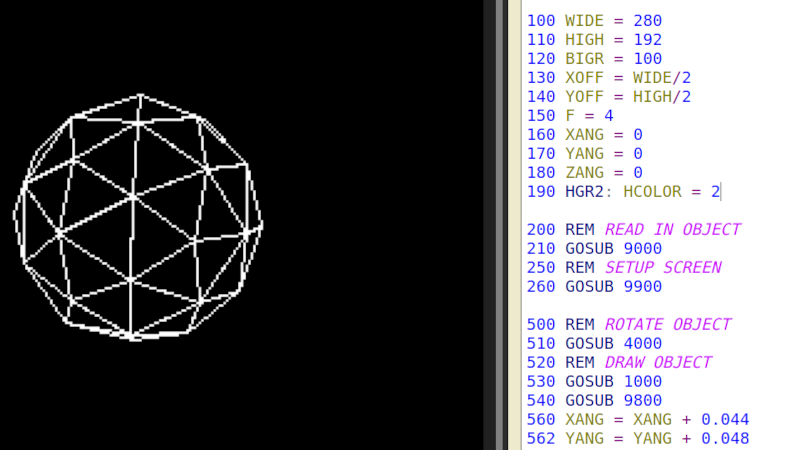 100 WIDE = 280
110 HIGH = 192
120 BIGR = 100
130 XOFF = WIDE/2
140 YOFF = HIGH/2
150 F = 4
160 XANG = 0
170 YANG = 0
180 ZANG = 0
190 HGR2: HCOLOR = 2
200 REM READ IN OBJECT
210 GOSUB 9000
250 REM SETUP SCREEN
260 GOSUB 9900
500 REM ROTATE OBJECT
510 GOSUB 4000
520 REM DRAW OBJECT
530 GOSUB 1000
540 GOSUB 9800
560 XANG = XANG + 0.044
562 YANG = YANG + 0.048